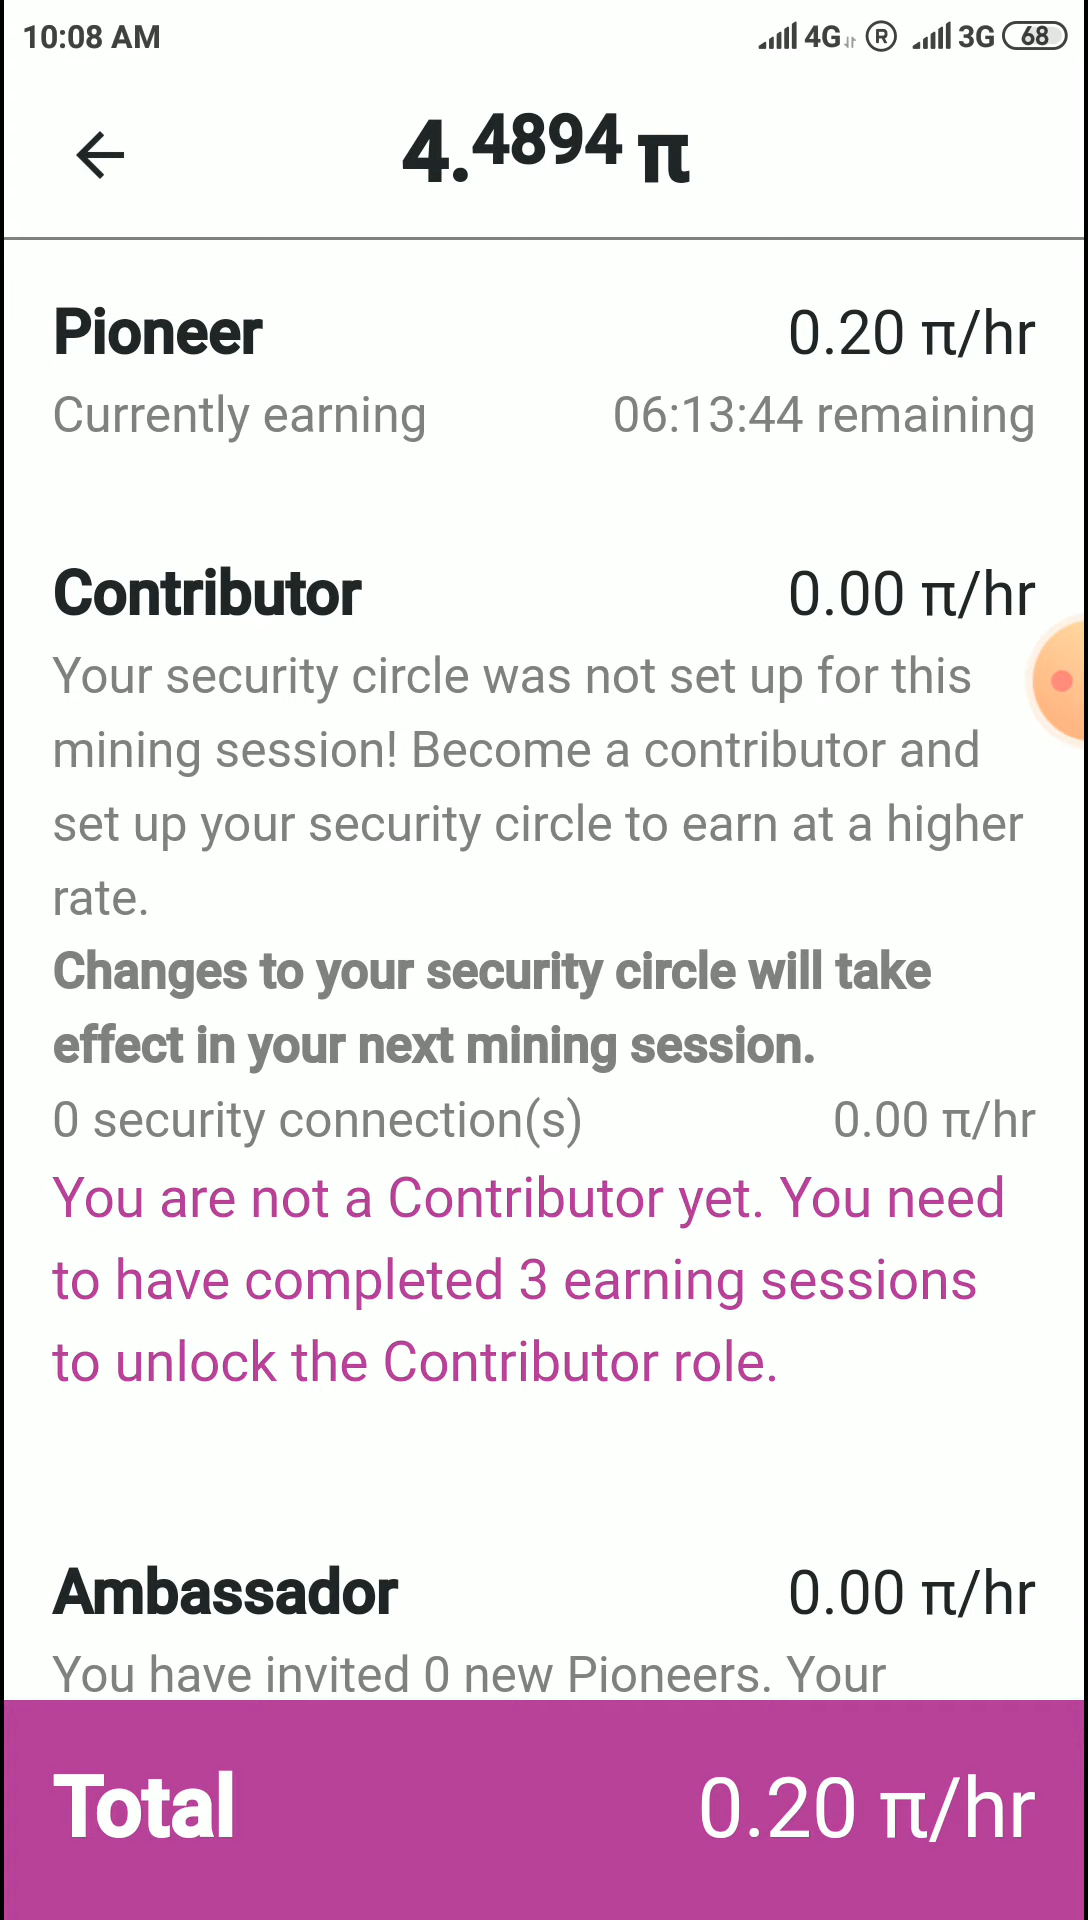 10:08 AM 4G R 3G 68
4.4894 π
Pioneer 0.20 π/hr
Currently earning 06:13:44 remaining
Contributor 0.00 π/hr
Your security circle was not set up for this
mining session! Become a contributor and
set up your security circle to earn at a higher
rate.
Changes to your security circle will take
effect in your next mining session.
0 security connection(s) 0.00 π/hr
You are not a Contributor yet. You need
to have completed 3 earning sessions
to unlock the Contributor role.
Ambassador 0.00 π/hr
You have invited 0 new Pioneers. Your
Total 0.20 π/hr